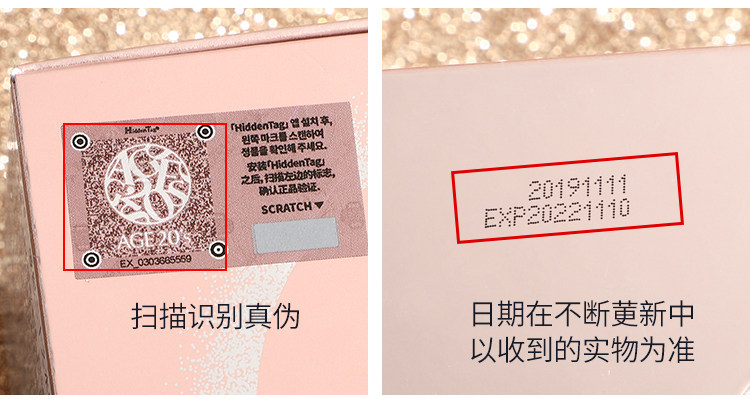 HiddenTag®
AGE 20's
EX_0303665559
「HiddenTag」 앱 설치 후,
왼쪽 마크를 스캔하여
정품을 확인해 주세요.
安装「HiddenTag」
之后, 扫描左边的标志,
确认正品验证.
SCRATCH ▼
扫描识别真伪
20191111
EXP20221110
日期在不断更新中
以收到的实物为准